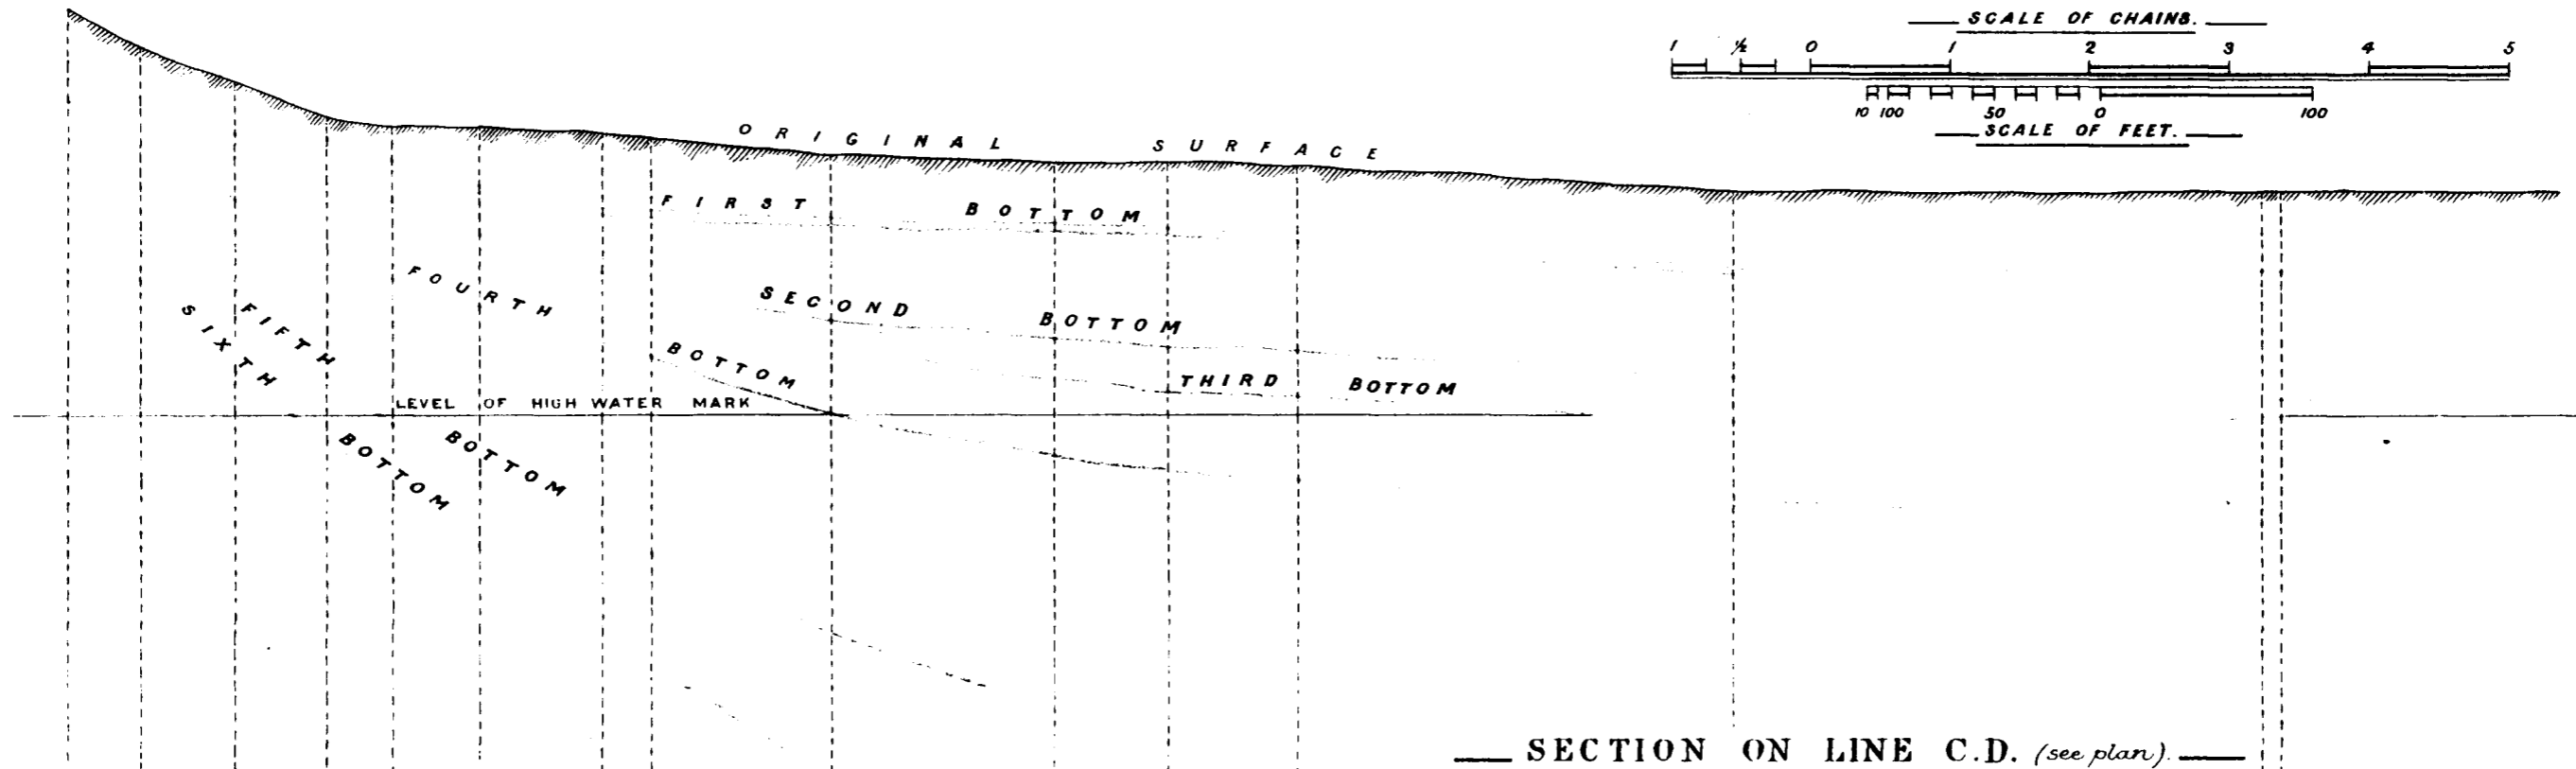 SCALE OF CHAINS.
1 ½ 0 1 2 3 4 5
10 100 50 0 100
SCALE OF FEET.
ORIGINAL SURFACE
FIRST BOTTOM
SECOND BOTTOM
THIRD BOTTOM
FOURTH BOTTOM
FIFTH BOTTOM
SIXTH BOTTOM
LEVEL OF HIGH WATER MARK
SECTION ON LINE C.D. (see plan).